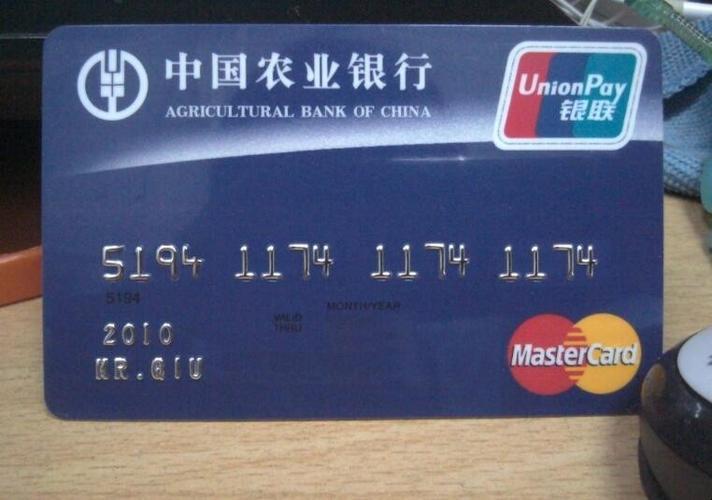 中国农业银行
AGRICULTURAL BANK OF CHINA
UnionPay
银联
5194 1174 1174 1174
5194
MONTH/YEAR
VALID
THRU
2010
KR.QIU
MasterCard